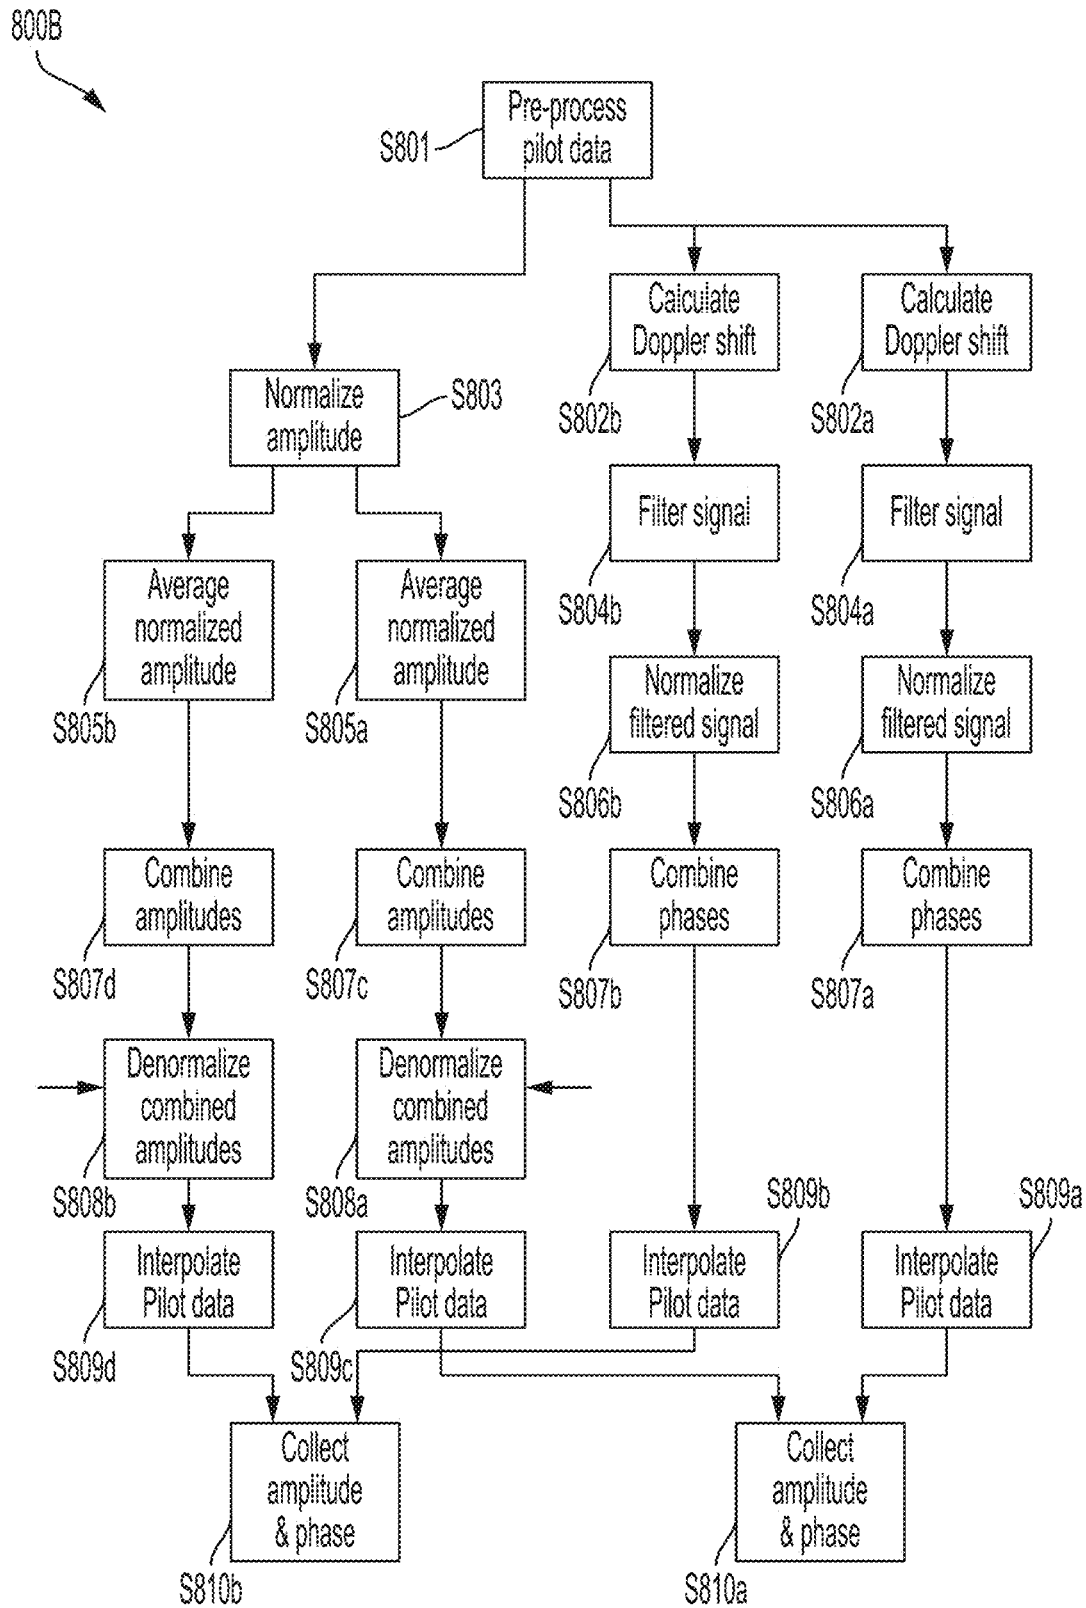 800B
Pre-process
pilot data
S801
Calculate
Doppler shift
Calculate
Doppler shift
Normalize
amplitude
S803
S802b
S802a
Filter signal
Filter signal
Average
normalized
amplitude
Average
normalized
amplitude
S804b
S804a
Normalize
filtered signal
Normalize
filtered signal
S805b
S805a
S806b
S806a
Combine
amplitudes
Combine
amplitudes
Combine
phases
Combine
phases
S807d
S807c
S807b
S807a
Denormalize
combined
amplitudes
Denormalize
combined
amplitudes
S808b
S808a
S809b
S809a
Interpolate
Pilot data
Interpolate
Pilot data
Interpolate
Pilot data
Interpolate
Pilot data
S809d
S809c
Collect
amplitude
& phase
Collect
amplitude
& phase
S810b
S810a